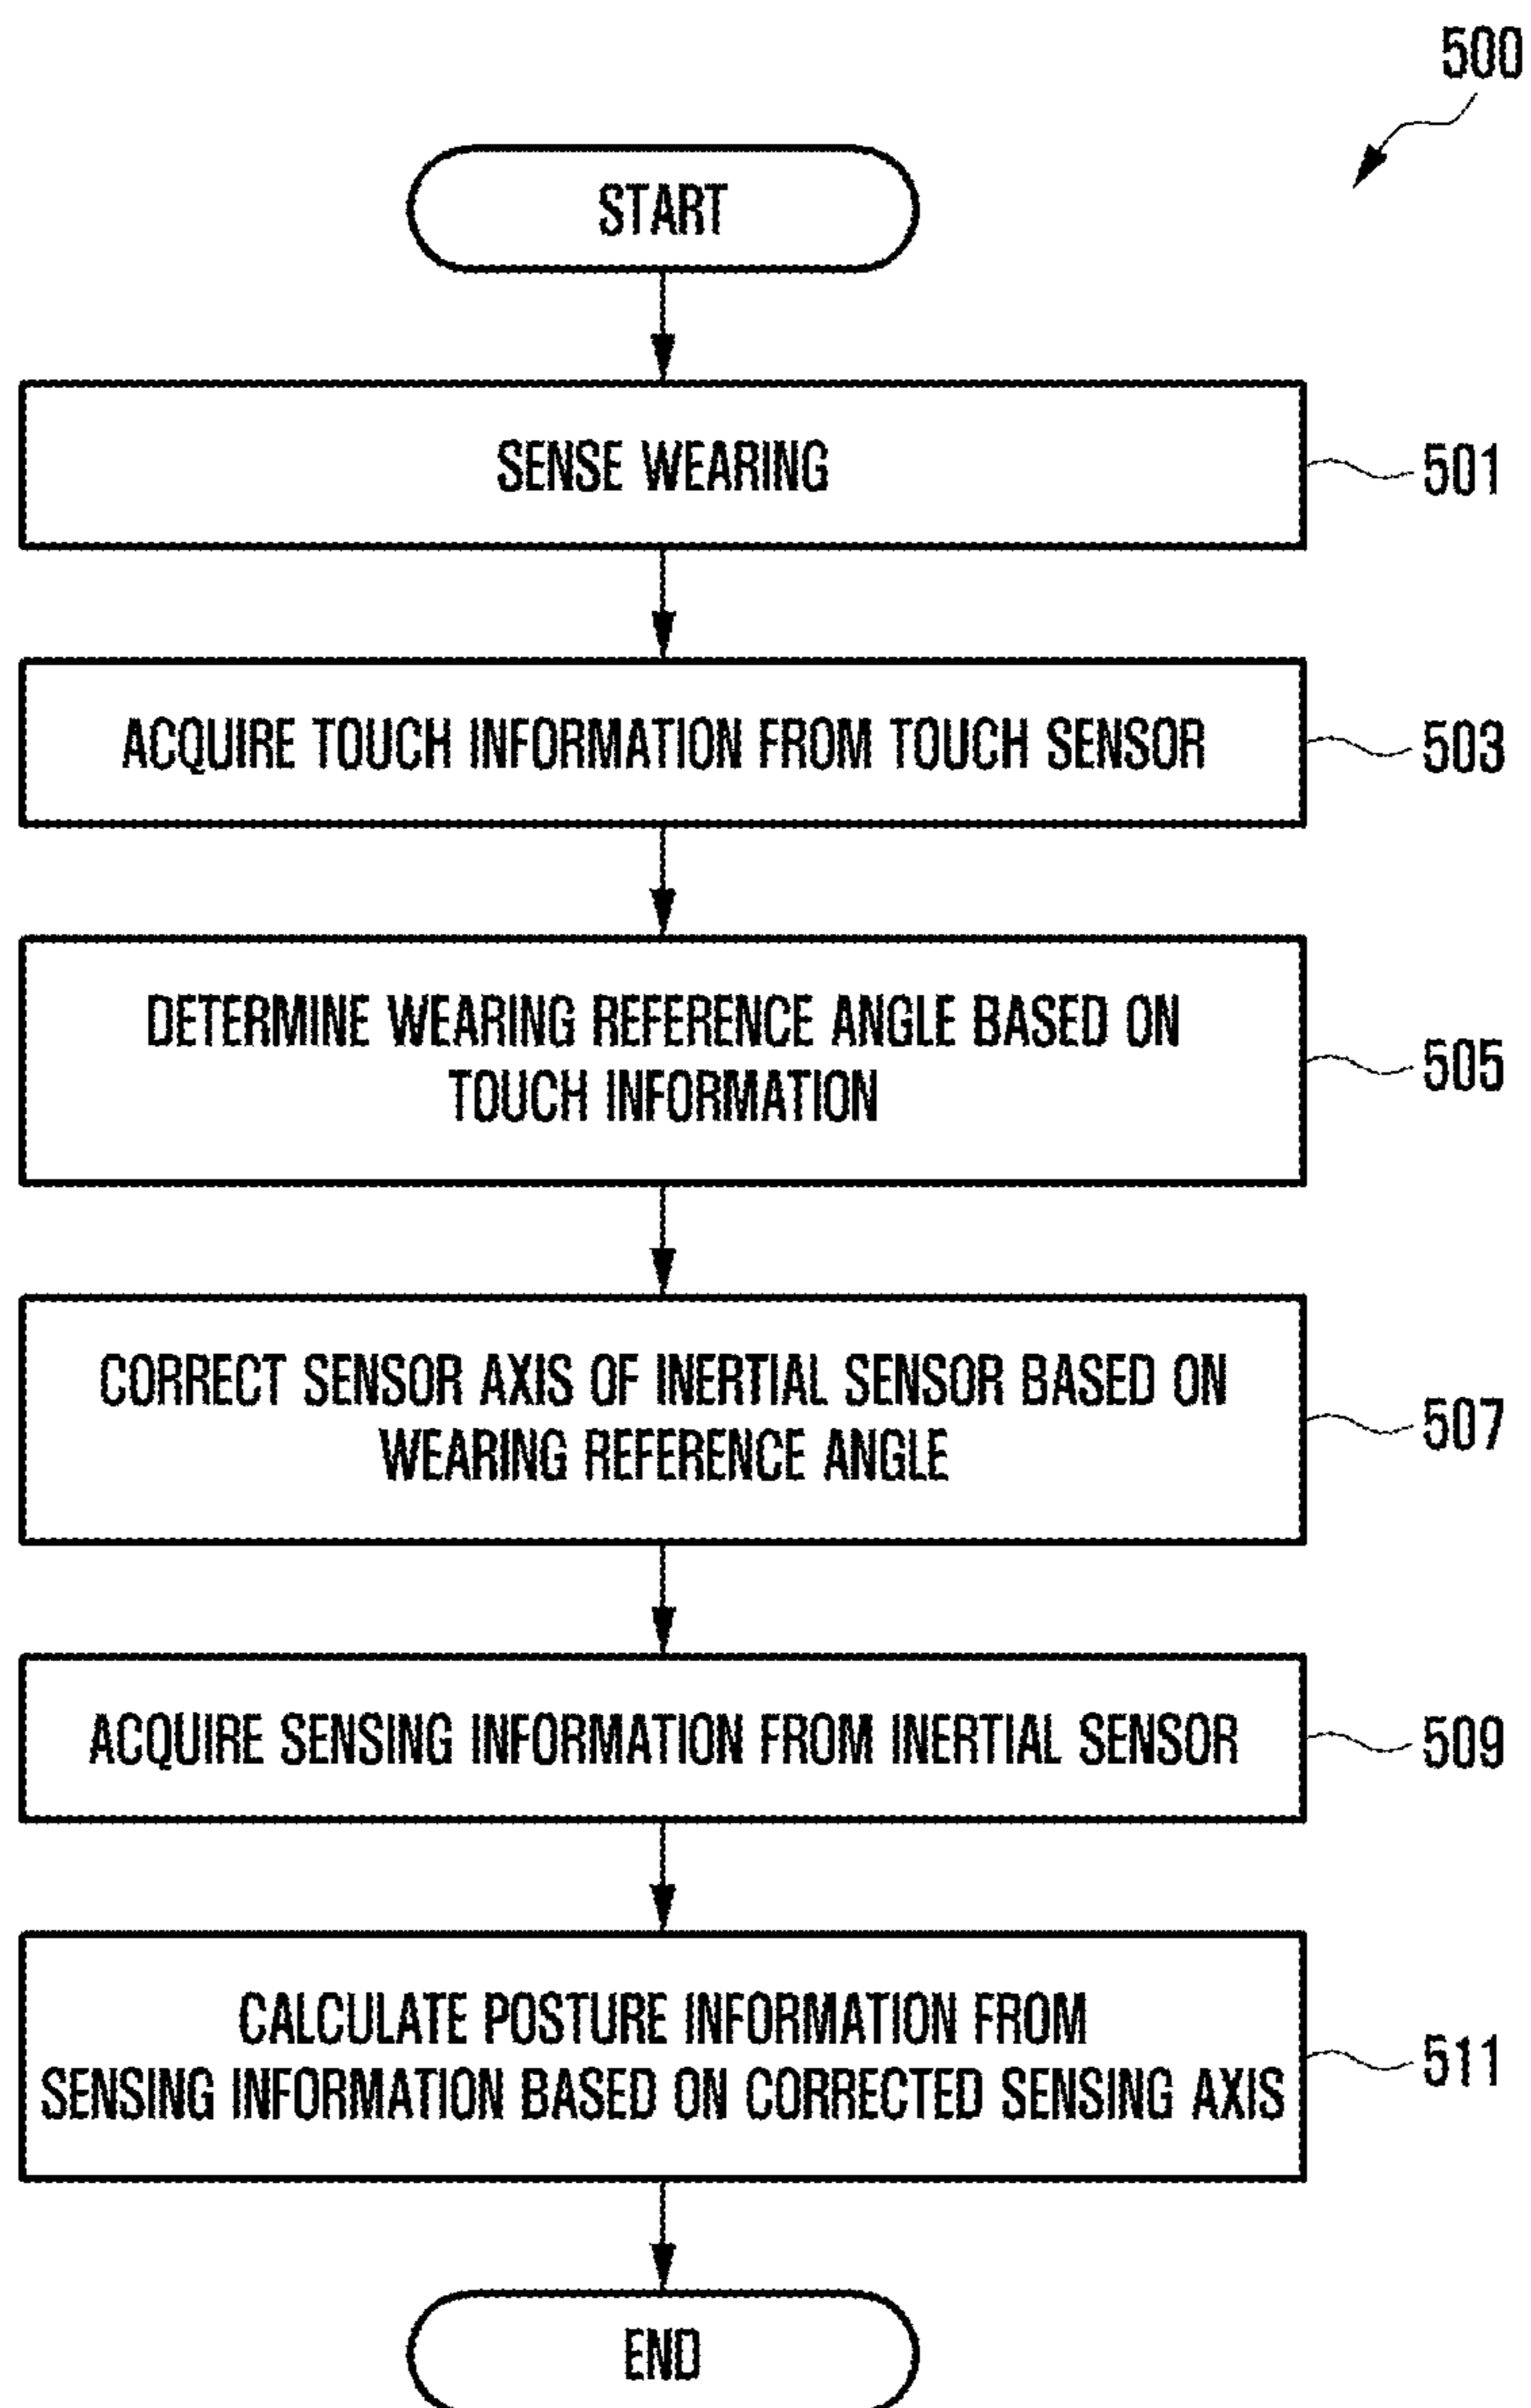 500
START
SENSE WEARING
501
ACQUIRE TOUCH INFORMATION FROM TOUCH SENSOR
503
DETERMINE WEARING REFERENCE ANGLE BASED ON
TOUCH INFORMATION
505
CORRECT SENSOR AXIS OF INERTIAL SENSOR BASED ON
WEARING REFERENCE ANGLE
507
ACQUIRE SENSING INFORMATION FROM INERTIAL SENSOR
509
CALCULATE POSTURE INFORMATION FROM
SENSING INFORMATION BASED ON CORRECTED SENSING AXIS
511
END